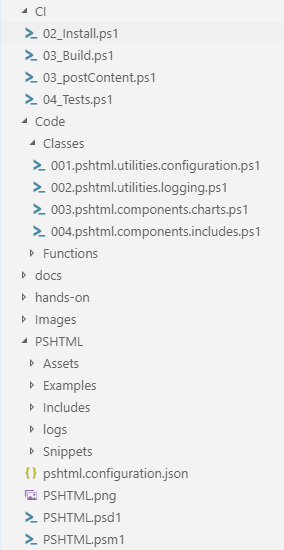 CI
02_Install.ps1
03_Build.ps1
03_postContent.ps1
04_Tests.ps1
Code
Classes
001.pshtml.utilities.configuration.ps1
002.pshtml.utilities.logging.ps1
003.pshtml.components.charts.ps1
004.pshtml.components.includes.ps1
Functions
docs
hands-on
Images
PSHTML
Assets
Examples
Includes
logs
Snippets
{} pshtml.configuration.json
PSHTML.png
PSHTML.psd1
PSHTML.psm1